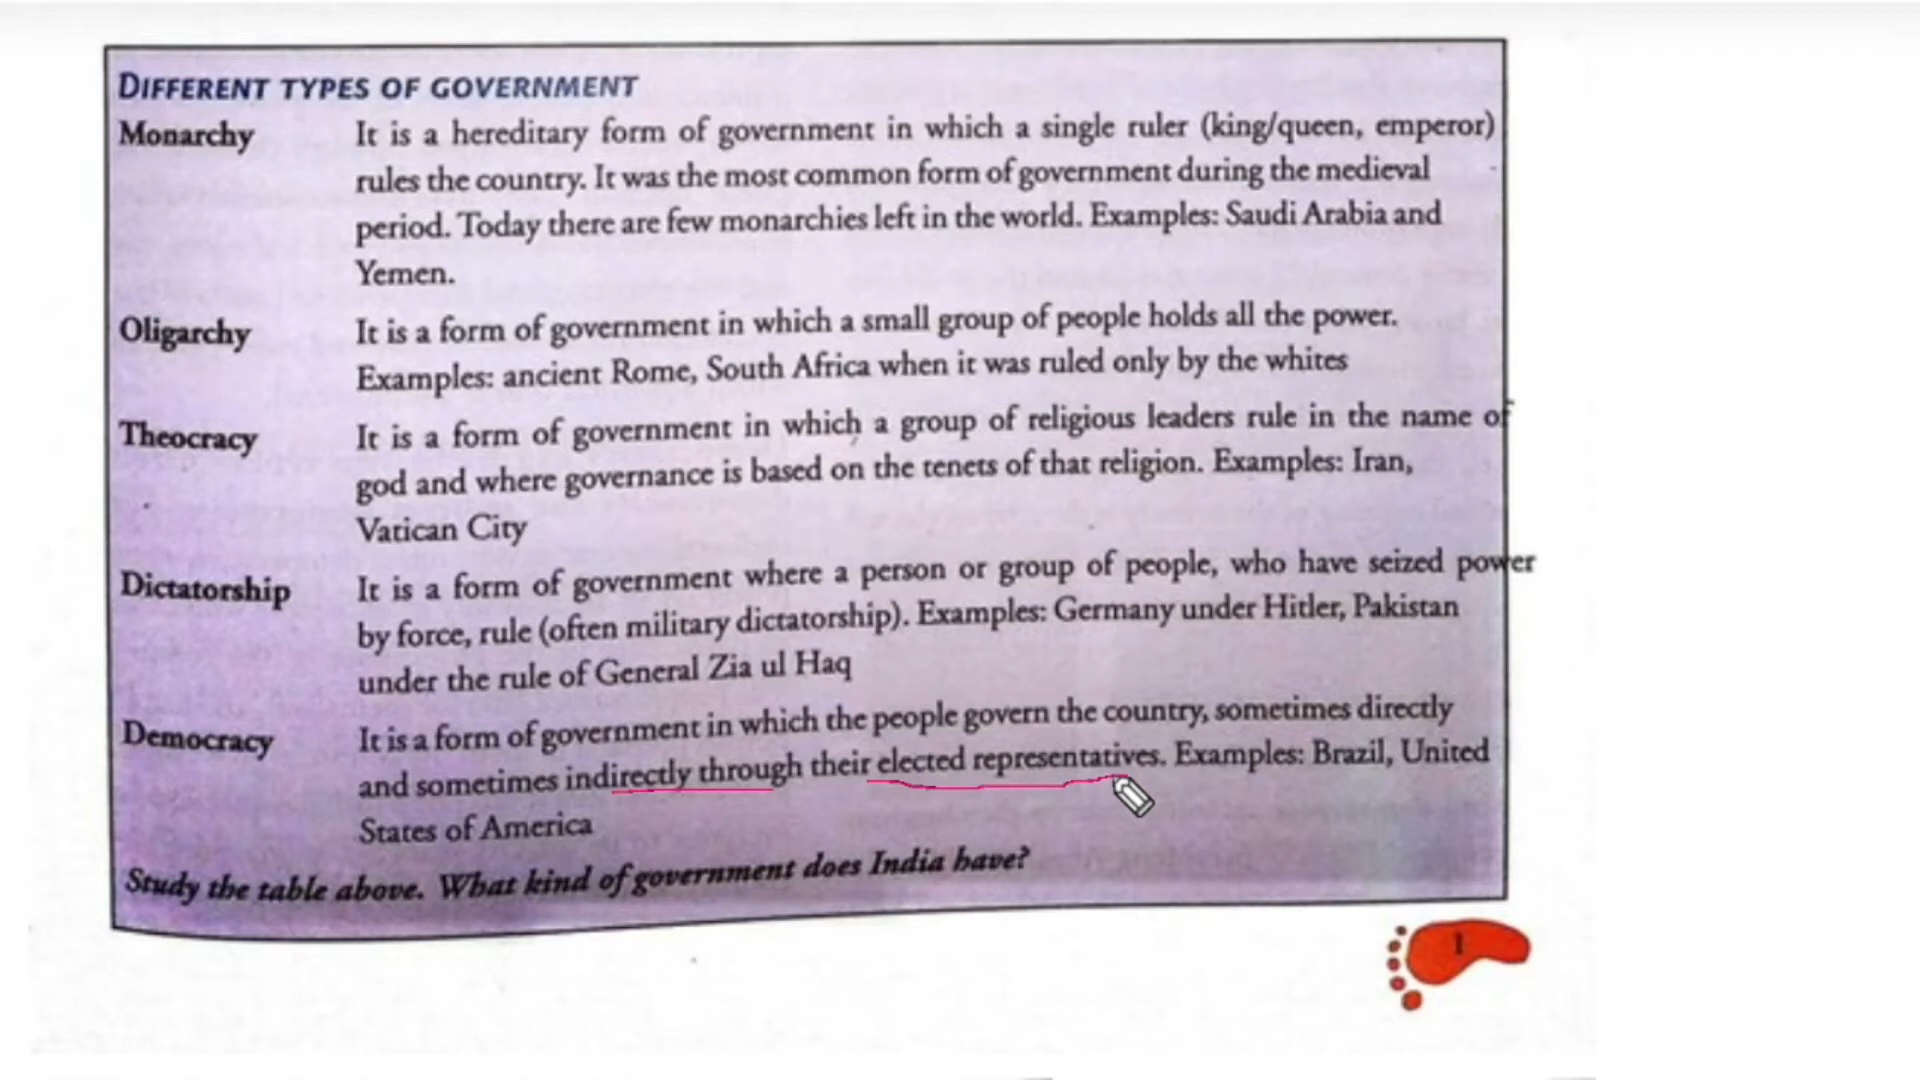 DIFFERENT TYPES OF GOVERNMENT
Monarchy It is a hereditary form of government in which a single ruler (king/queen, emperor)
rules the country. It was the most common form of government during the medieval
period. Today there are few monarchies left in the world. Examples: Saudi Arabia and
Yemen.
Oligarchy It is a form of government in which a small group of people holds all the power.
Examples: ancient Rome, South Africa when it was ruled only by the whites
Theocracy It is a form of government in which a group of religious leaders rule in the name of
god and where governance is based on the tenets of that religion. Examples: Iran,
Vatican City
Dictatorship It is a form of government where a person or group of people, who have seized power
by force, rule (often military dictatorship). Examples: Germany under Hitler, Pakistan
under the rule of General Zia ul Haq
Democracy It is a form of government in which the people govern the country, sometimes directly
and sometimes indirectly through their elected representatives. Examples: Brazil, United
States of America
Study the table above. What kind of government does India have?
1